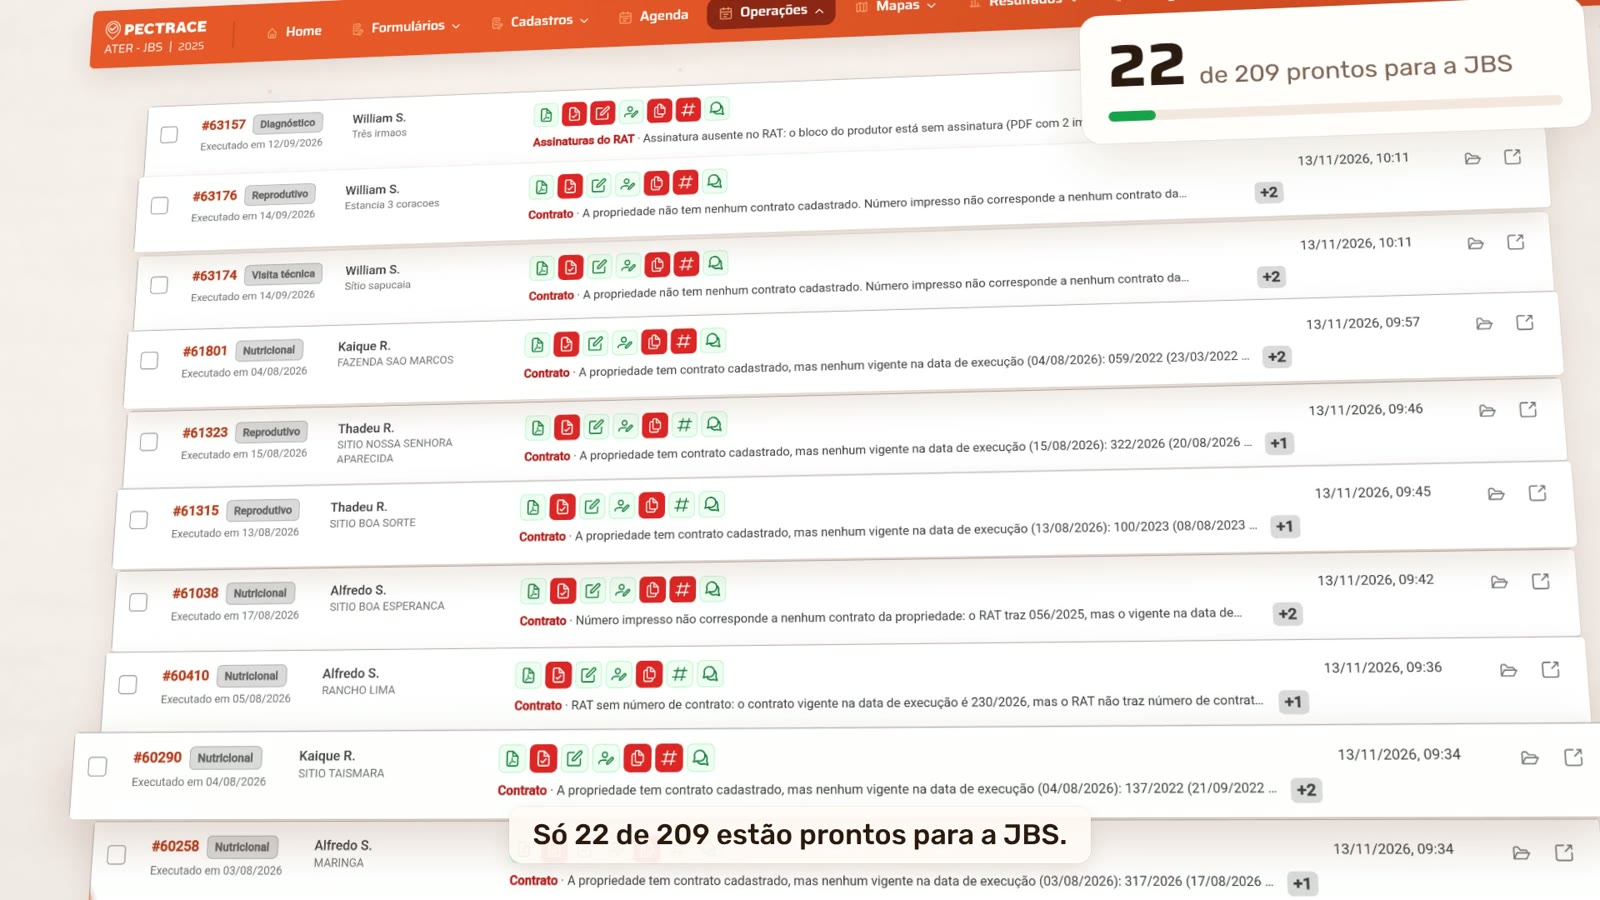 PECTRACE
ATER - JBS | 2025
Home
Formulários
Cadastros
Agenda
Operações
Mapas
22 de 209 prontos para a JBS
#63157 Diagnóstico
Executado em 12/09/2026
William S.
Três irmaos
Assinaturas do RAT · Assinatura ausente no RAT: o bloco do produtor está sem assinatura (PDF com 2 im
#63176 Reprodutivo
Executado em 14/09/2026
William S.
Estancia 3 coracoes
Contrato · A propriedade não tem nenhum contrato cadastrado. Número impresso não corresponde a nenhum contrato da...
+2
13/11/2026, 10:11
#63174 Visita técnica
Executado em 14/09/2026
William S.
Sítio sapucaia
Contrato · A propriedade não tem nenhum contrato cadastrado. Número impresso não corresponde a nenhum contrato da...
+2
13/11/2026, 10:11
#61801 Nutricional
Executado em 04/08/2026
Kaique R.
FAZENDA SAO MARCOS
Contrato · A propriedade tem contrato cadastrado, mas nenhum vigente na data de execução (04/08/2026): 059/2022 (23/03/2022 ...
+2
13/11/2026, 09:57
#61323 Reprodutivo
Executado em 15/08/2026
Thadeu R.
SITIO NOSSA SENHORA
APARECIDA
Contrato · A propriedade tem contrato cadastrado, mas nenhum vigente na data de execução (15/08/2026): 322/2026 (20/08/2026 ...
+1
13/11/2026, 09:46
#61315 Reprodutivo
Executado em 13/08/2026
Thadeu R.
SITIO BOA SORTE
Contrato · A propriedade tem contrato cadastrado, mas nenhum vigente na data de execução (13/08/2026): 100/2023 (08/08/2023 ...
+1
13/11/2026, 09:45
#61038 Nutricional
Executado em 17/08/2026
Alfredo S.
SITIO BOA ESPERANCA
Contrato · Número impresso não corresponde a nenhum contrato da propriedade: o RAT traz 056/2025, mas o vigente na data de...
+2
13/11/2026, 09:42
#60410 Nutricional
Executado em 05/08/2026
Alfredo S.
RANCHO LIMA
Contrato · RAT sem número de contrato: o contrato vigente na data de execução é 230/2026, mas o RAT não traz número de contrat...
+1
13/11/2026, 09:36
#60290 Nutricional
Executado em 04/08/2026
Kaique R.
SITIO TAISMARA
Contrato · A propriedade tem contrato cadastrado, mas nenhum vigente na data de execução (04/08/2026): 137/2022 (21/09/2022 ...
+2
13/11/2026, 09:34
#60258 Nutricional
Executado em 03/08/2026
Alfredo S.
MARINGA
Só 22 de 209 estão prontos para a JBS.
Contrato · A propriedade tem contrato cadastrado, mas nenhum vigente na data de execução (03/08/2026): 317/2026 (17/08/2026 ...
+1
13/11/2026, 09:34